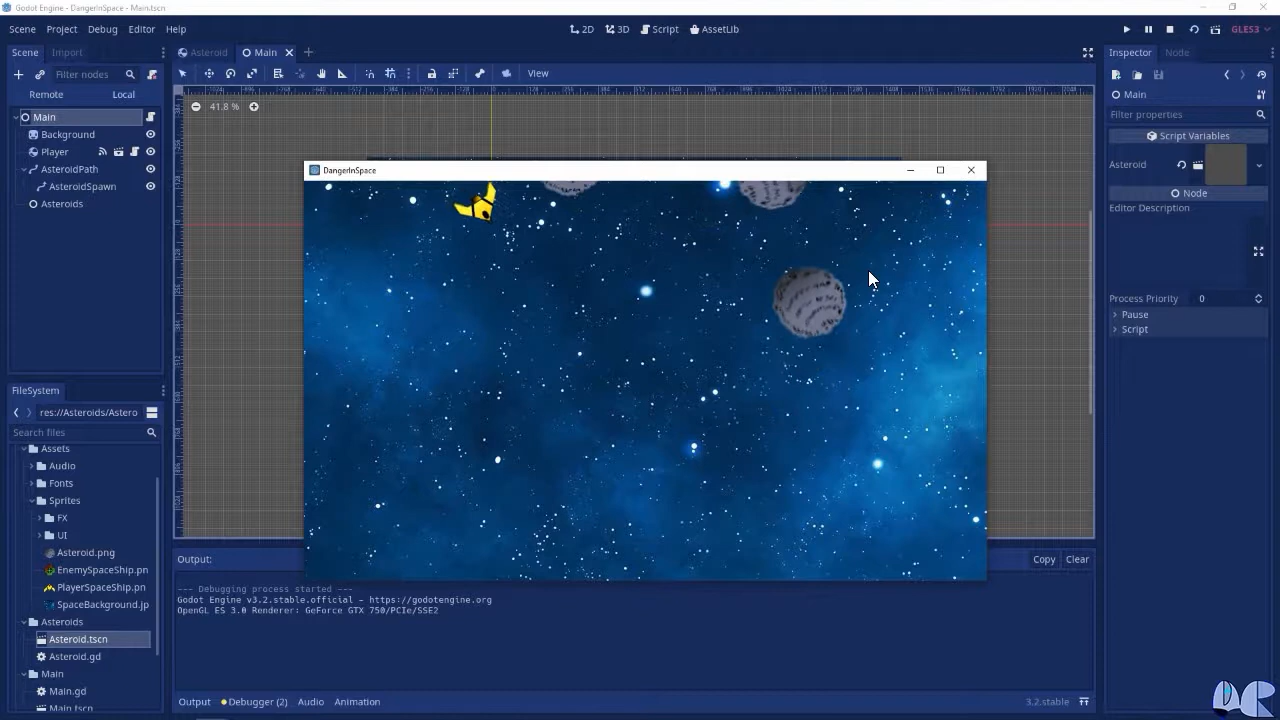 Godot Engine - DangerInSpace - Main.tscn
Scene Project Debug Editor Help
2D 3D Script AssetLib
GLES3
Scene Import
Filter nodes
Remote Local
Main
Background
Player
AsteroidPath
AsteroidSpawn
Asteroids
FileSystem
res://Asteroids/Astero
Search files
Assets
Audio
Fonts
Sprites
FX
UI
Asteroid.png
EnemySpaceShip.pn
PlayerSpaceShip.pn
SpaceBackground.jp
Asteroids
Asteroid.tscn
Asteroid.gd
Main
Main.gd
Main.tscn
Asteroid Main
View
41.8 %
DangerInSpace
Output:
Copy Clear
--- Debugging process started ---
Godot Engine v3.2.stable.official - https://godotengine.org
OpenGL ES 3.0 Renderer: GeForce GTX 750/PCIe/SSE2
Output Debugger (2) Audio Animation
3.2.stable
Inspector Node
Main
Filter properties
Script Variables
Asteroid
Node
Editor Description
Process Priority 0
Pause
Script